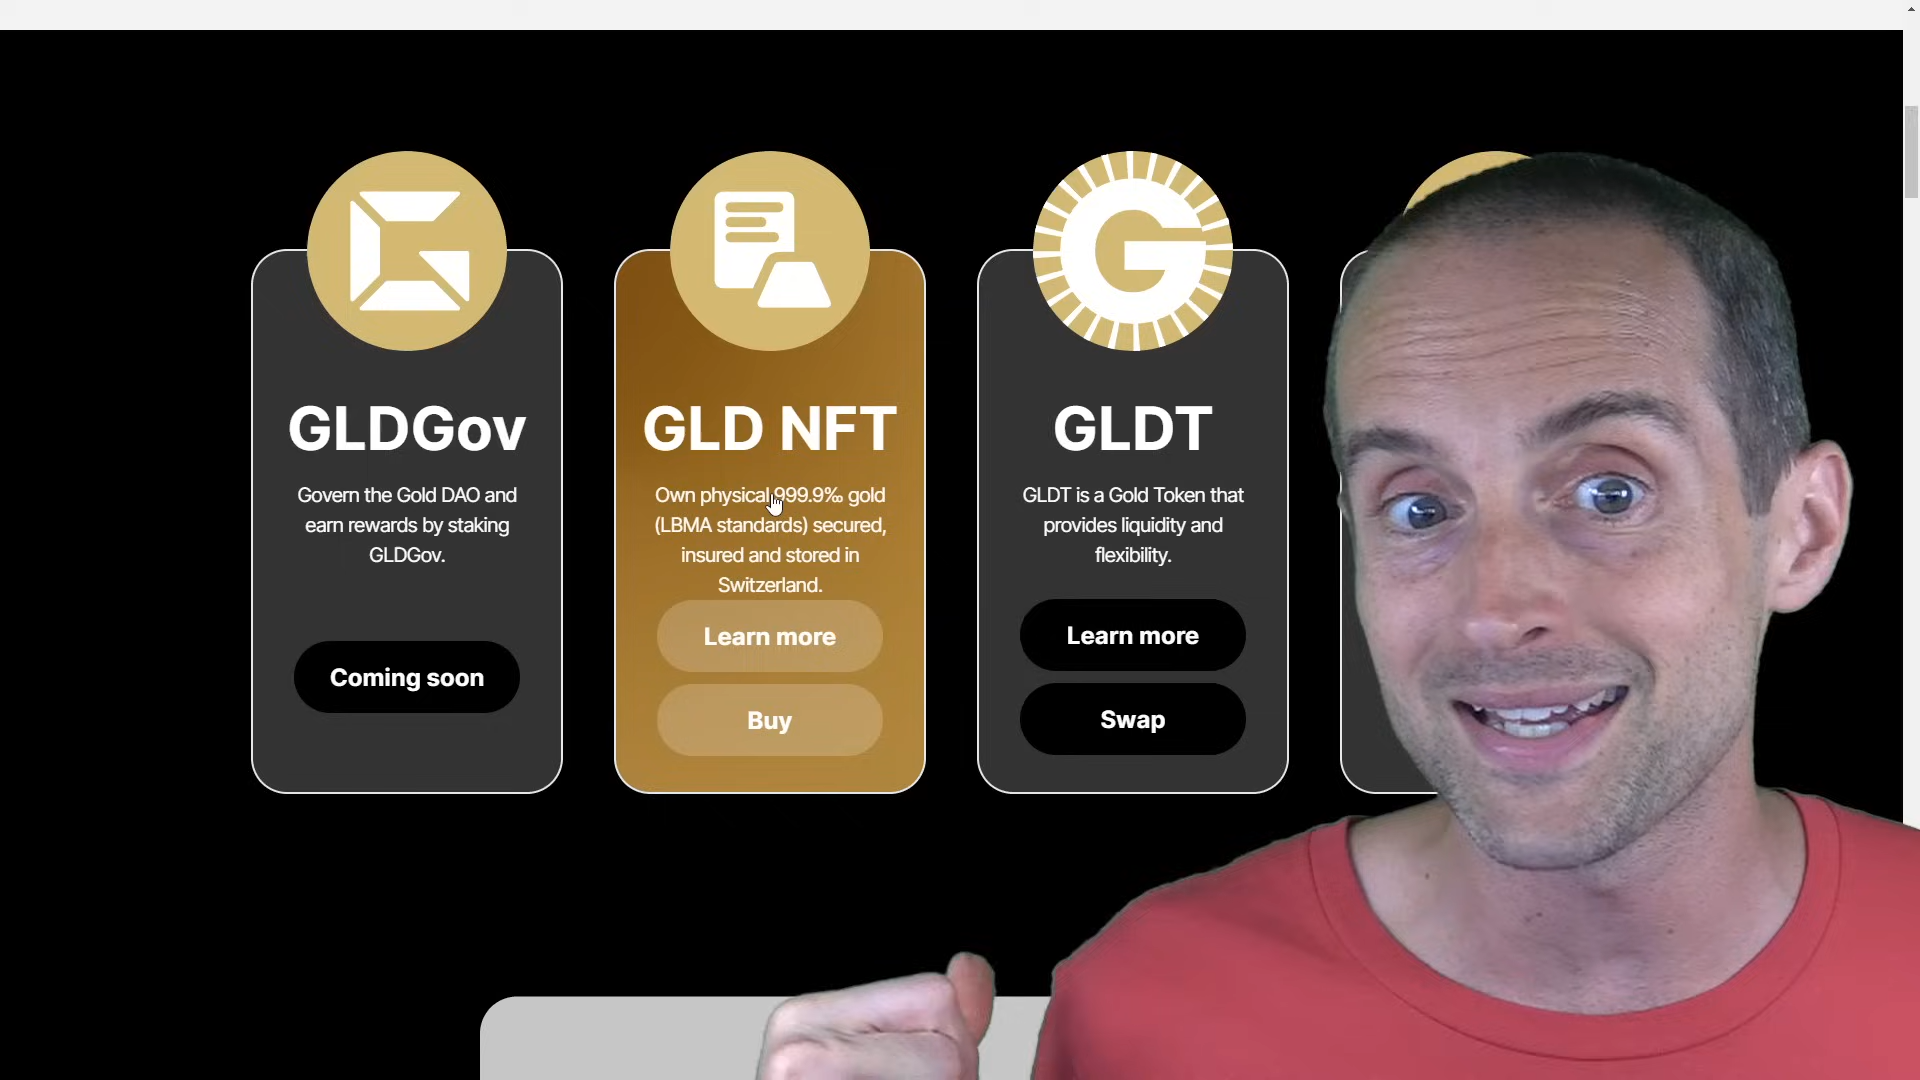 GLDGov
Govern the Gold DAO and
earn rewards by staking
GLDGov.
Coming soon
GLD NFT
Own physical 999.9‰ gold
(LBMA standards) secured,
insured and stored in
Switzerland.
Learn more
Buy
GLDT
GLDT is a Gold Token that
provides liquidity and
flexibility.
Learn more
Swap